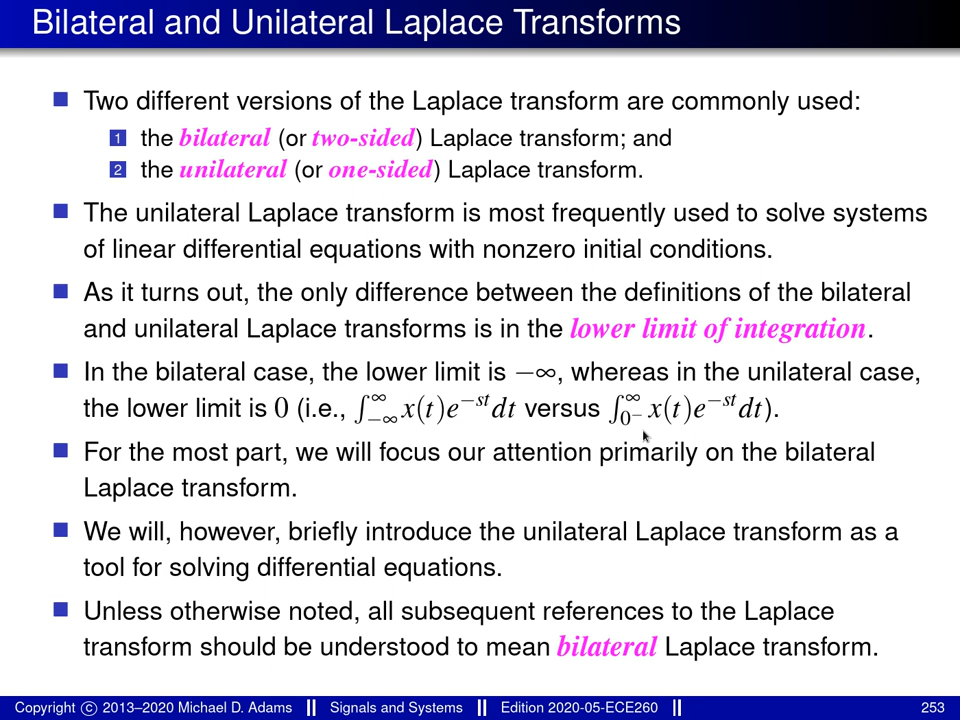 Bilateral and Unilateral Laplace Transforms
Two different versions of the Laplace transform are commonly used:
1 the bilateral (or two-sided) Laplace transform; and
2 the unilateral (or one-sided) Laplace transform.
The unilateral Laplace transform is most frequently used to solve systems
of linear differential equations with nonzero initial conditions.
As it turns out, the only difference between the definitions of the bilateral
and unilateral Laplace transforms is in the lower limit of integration.
In the bilateral case, the lower limit is −∞, whereas in the unilateral case,
the lower limit is 0 (i.e., ∫_{−∞}^{∞} x(t)e^{−st}dt versus ∫_{0^−}^{∞} x(t)e^{−st}dt).
For the most part, we will focus our attention primarily on the bilateral
Laplace transform.
We will, however, briefly introduce the unilateral Laplace transform as a
tool for solving differential equations.
Unless otherwise noted, all subsequent references to the Laplace
transform should be understood to mean bilateral Laplace transform.
Copyright © 2013–2020 Michael D. Adams Signals and Systems Edition 2020-05-ECE260 253